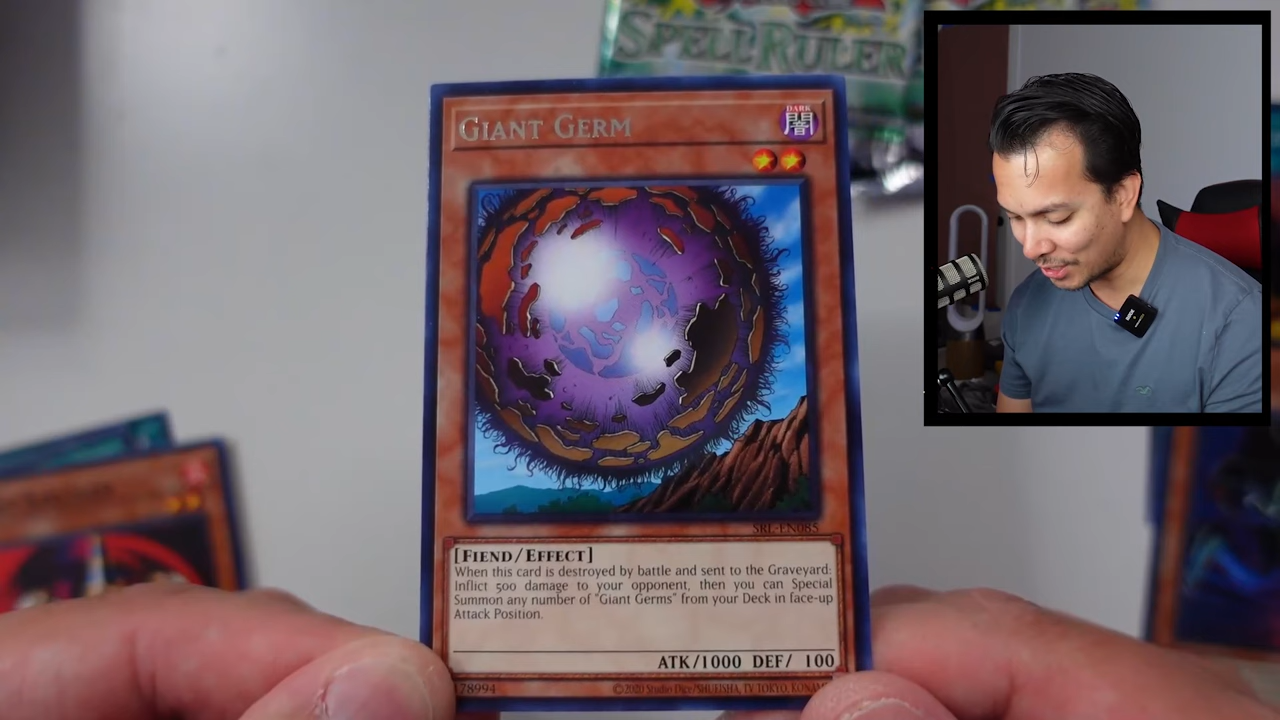 SPELL RULER
GIANT GERM
DARK
闇
SRL-EN085
[FIEND/EFFECT]
When this card is destroyed by battle and sent to the Graveyard:
Inflict 500 damage to your opponent, then you can Special
Summon any number of "Giant Germs" from your Deck in face-up
Attack Position.
ATK/1000 DEF/ 100
78994
©2020 Studio Dice/SHUEISHA, TV TOKYO, KONAMI